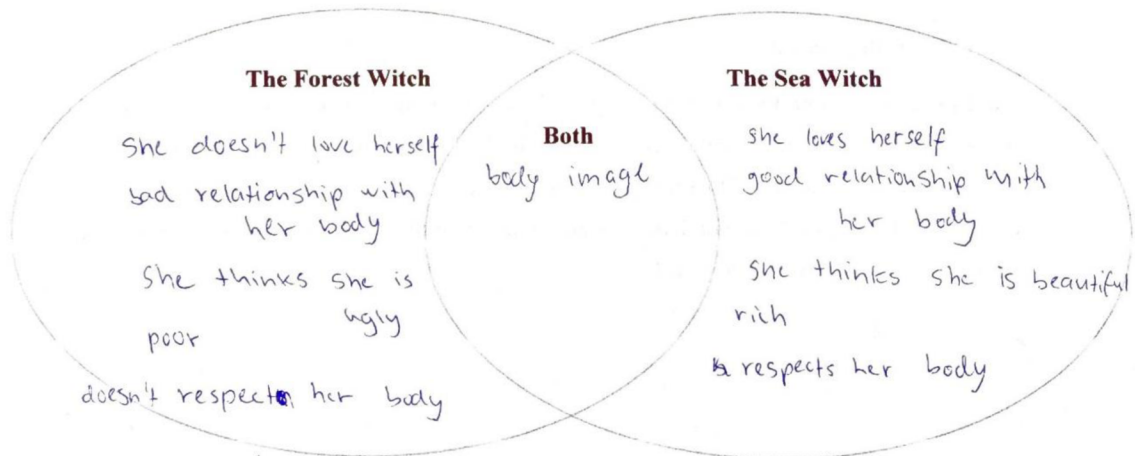 The Forest Witch
she doesn't love herself
bad relationship with
her body
she thinks she is
ugly
poor
doesn't respect her body
Both
body image
The Sea Witch
she loves herself
good relationship with
her body
she thinks she is beautiful
rich
respects her body